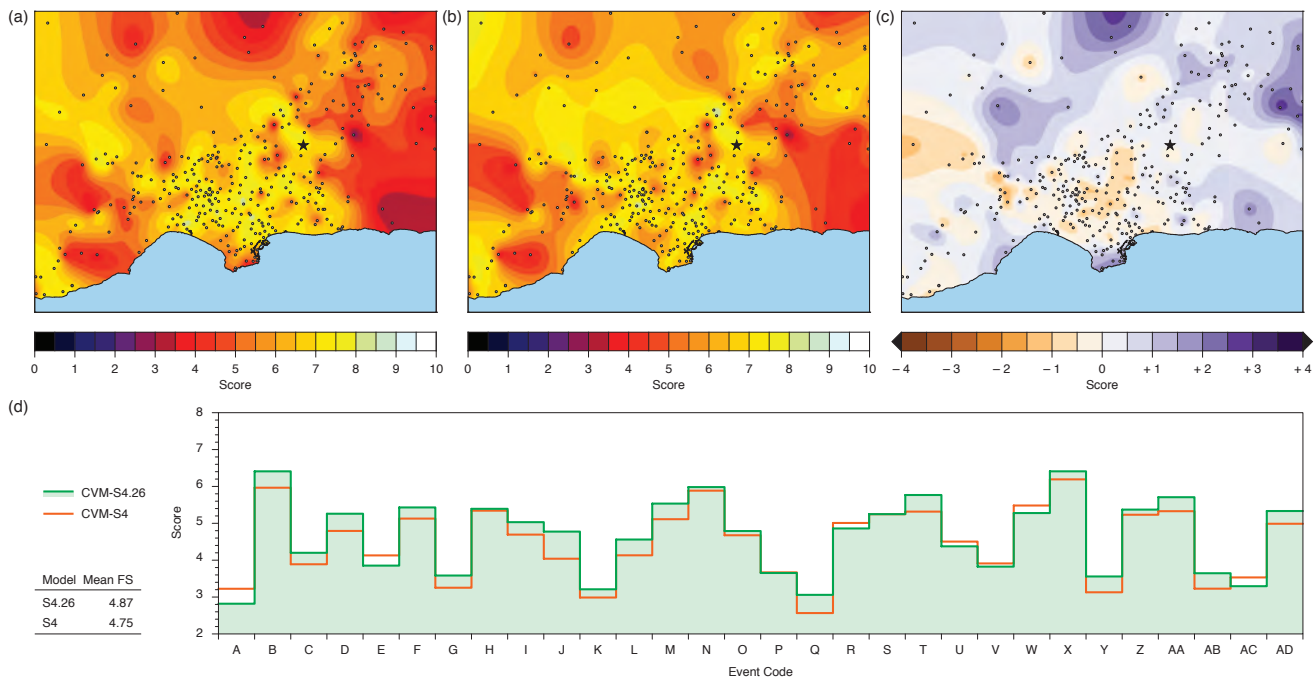 (a)
(b)
(c)
0 1 2 3 4 5 6 7 8 9 10
Score
0 1 2 3 4 5 6 7 8 9 10
Score
– 4 – 3 – 2 – 1 0 + 1 + 2 + 3 + 4
Score
(d)
8
7
6
5
4
3
2
Score
CVM-S4.26
CVM-S4
Model Mean FS
S4.26 4.87
S4 4.75
A B C D E F G H I J K L M N O P Q R S T U V W X Y Z AA AB AC AD
Event Code